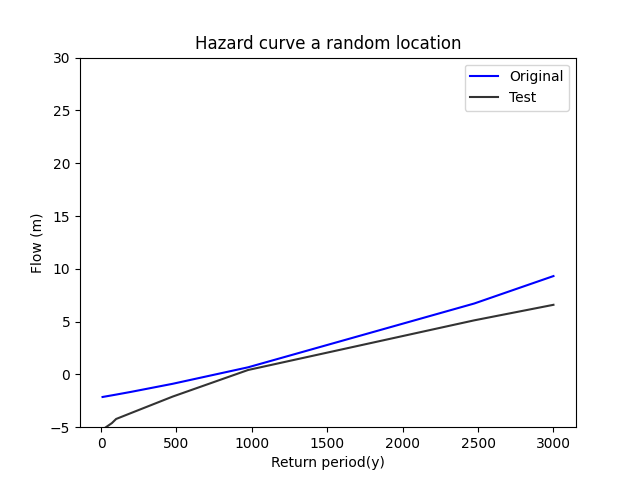 Hazard curve a random location
Original
Test
30
25
20
15
10
5
0
−5
Flow (m)
0 500 1000 1500 2000 2500 3000
Return period(y)